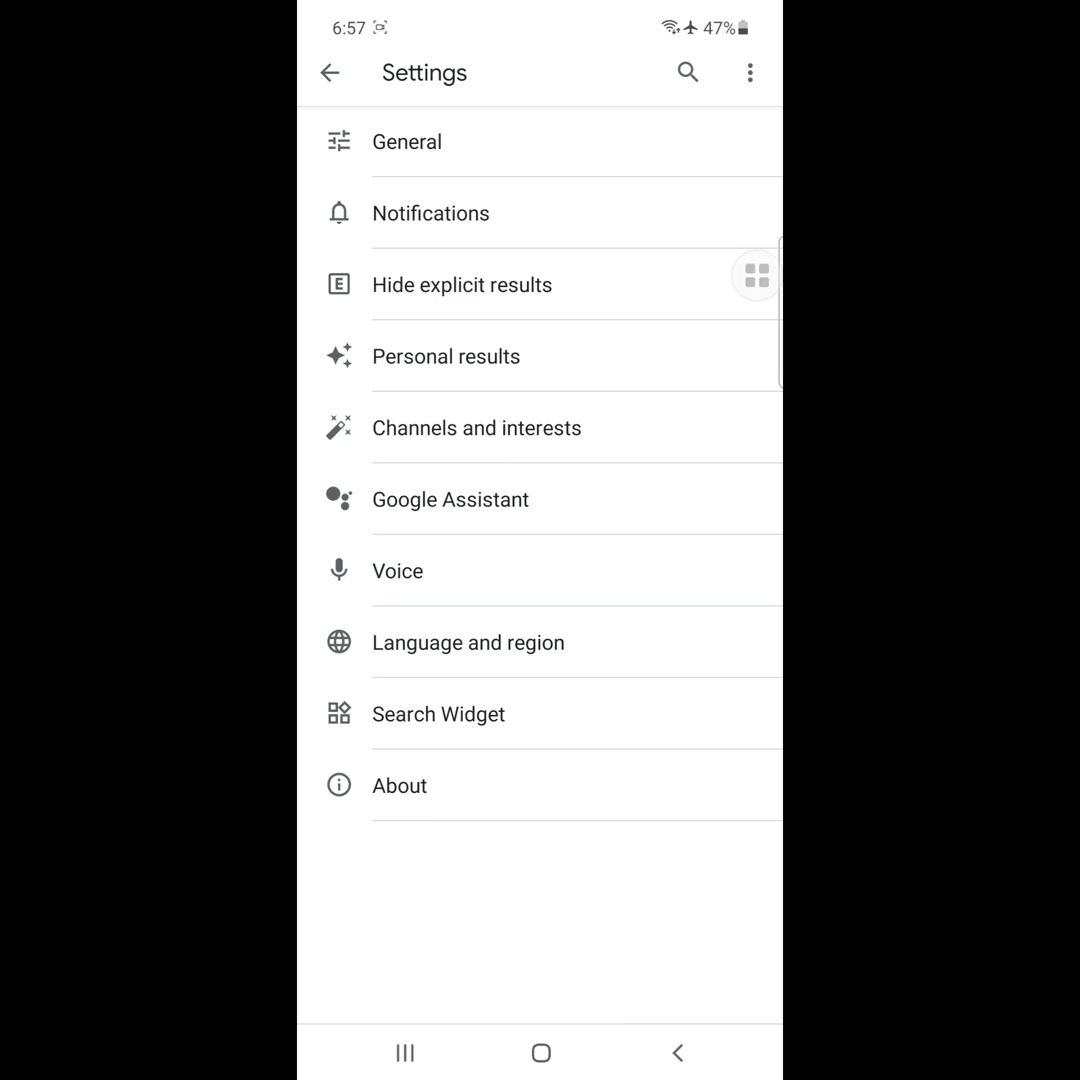 6:57 47%
Settings
General
Notifications
E Hide explicit results
Personal results
Channels and interests
Google Assistant
Voice
Language and region
Search Widget
About